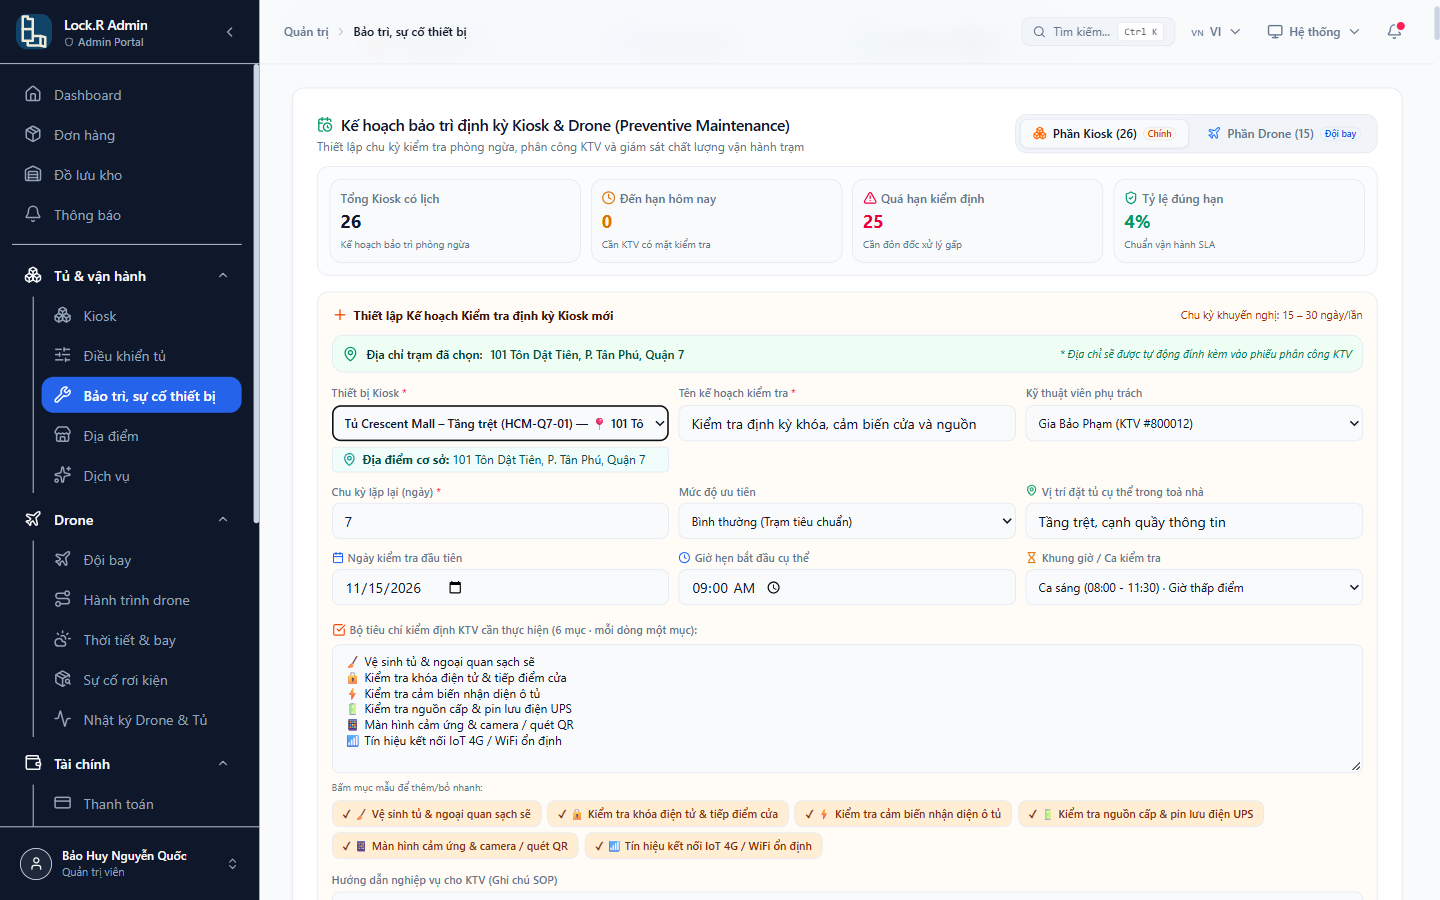 Lock.R Admin
Admin Portal
Dashboard
Đơn hàng
Đồ lưu kho
Thông báo
Tủ & vận hành
Kiosk
Điều khiển tủ
Bảo trì, sự cố thiết bị
Địa điểm
Dịch vụ
Drone
Đội bay
Hành trình drone
Thời tiết & bay
Sự cố rơi kiện
Nhật ký Drone & Tủ
Tài chính
Thanh toán
Bảo Huy Nguyễn Quốc
Quản trị viên
Quản trị
Bảo trì, sự cố thiết bị
Tìm kiếm...
Ctrl K
VN VI
Hệ thống
Kế hoạch bảo trì định kỳ Kiosk & Drone (Preventive Maintenance)
Thiết lập chu kỳ kiểm tra phòng ngừa, phân công KTV và giám sát chất lượng vận hành trạm
Phần Kiosk (26) Chính
Phần Drone (15) Đội bay
Tổng Kiosk có lịch
26
Kế hoạch bảo trì phòng ngừa
Đến hạn hôm nay
0
Cần KTV có mặt kiểm tra
Quá hạn kiểm định
25
Cần đôn đốc xử lý gấp
Tỷ lệ đúng hạn
4%
Chuẩn vận hành SLA
Thiết lập Kế hoạch Kiểm tra định kỳ Kiosk mới
Chu kỳ khuyến nghị: 15 – 30 ngày/lần
Địa chỉ trạm đã chọn: 101 Tôn Dật Tiên, P. Tân Phú, Quận 7
* Địa chỉ sẽ được tự động đính kèm vào phiếu phân công KTV
Thiết bị Kiosk *
Tủ Crescent Mall – Tầng trệt (HCM-Q7-01) — 📍 101 Tô
Địa điểm cơ sở: 101 Tôn Dật Tiên, P. Tân Phú, Quận 7
Tên kế hoạch kiểm tra *
Kiểm tra định kỳ khóa, cảm biến cửa và nguồn
Kỹ thuật viên phụ trách
Gia Bảo Phạm (KTV #800012)
Chu kỳ lặp lại (ngày) *
7
Mức độ ưu tiên
Bình thường (Trạm tiêu chuẩn)
Vị trí đặt tủ cụ thể trong toà nhà
Tầng trệt, cạnh quầy thông tin
Ngày kiểm tra đầu tiên
11/15/2026
Giờ hẹn bắt đầu cụ thể
09:00 AM
Khung giờ / Ca kiểm tra
Ca sáng (08:00 - 11:30) · Giờ thấp điểm
Bộ tiêu chí kiểm định KTV cần thực hiện (6 mục · mỗi dòng một mục):
🧹 Vệ sinh tủ & ngoại quan sạch sẽ
🔒 Kiểm tra khóa điện tử & tiếp điểm cửa
⚡ Kiểm tra cảm biến nhận diện ô tủ
🔋 Kiểm tra nguồn cấp & pin lưu điện UPS
📱 Màn hình cảm ứng & camera / quét QR
📶 Tín hiệu kết nối IoT 4G / WiFi ổn định
Bấm mục mẫu để thêm/bỏ nhanh:
✓ 🧹 Vệ sinh tủ & ngoại quan sạch sẽ
✓ 🔒 Kiểm tra khóa điện tử & tiếp điểm cửa
✓ ⚡ Kiểm tra cảm biến nhận diện ô tủ
✓ 🔋 Kiểm tra nguồn cấp & pin lưu điện UPS
✓ 📱 Màn hình cảm ứng & camera / quét QR
✓ 📶 Tín hiệu kết nối IoT 4G / WiFi ổn định
Hướng dẫn nghiệp vụ cho KTV (Ghi chú SOP)